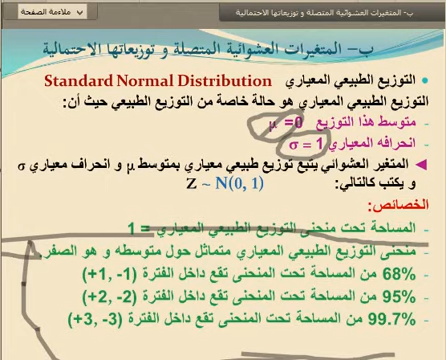 ب- المتغيرات العشوائية المتصلة و توزيعاتها الاحتمالية
ملاءمة الصفحة
ب– المتغيرات العشوائية المتصلة و توزيعاتها الاحتمالية
• التوزيع الطبيعي المعياري Standard Normal Distribution
التوزيع الطبيعي المعياري هو حالة خاصة من التوزيع الطبيعي حيث أن:
- متوسط هذا التوزيع μ =0
- انحرافه المعياري σ = 1
المتغير العشوائي يتبع توزيع طبيعي معياري بمتوسط μ و انحراف معياري σ
و يكتب كالتالي: Z ~ N(0, 1)
الخصائص:
- المساحة تحت منحنى التوزيع الطبيعي المعياري = 1
- منحنى التوزيع الطبيعي المعياري متماثل حول متوسطه و هو الصفر.
- 68% من المساحة تحت المنحنى تقع داخل الفترة (-1 ,+1)
- 95% من المساحة تحت المنحنى تقع داخل الفترة (-2 ,+2)
- 99.7% من المساحة تحت المنحنى تقع داخل الفترة (-3 ,+3)